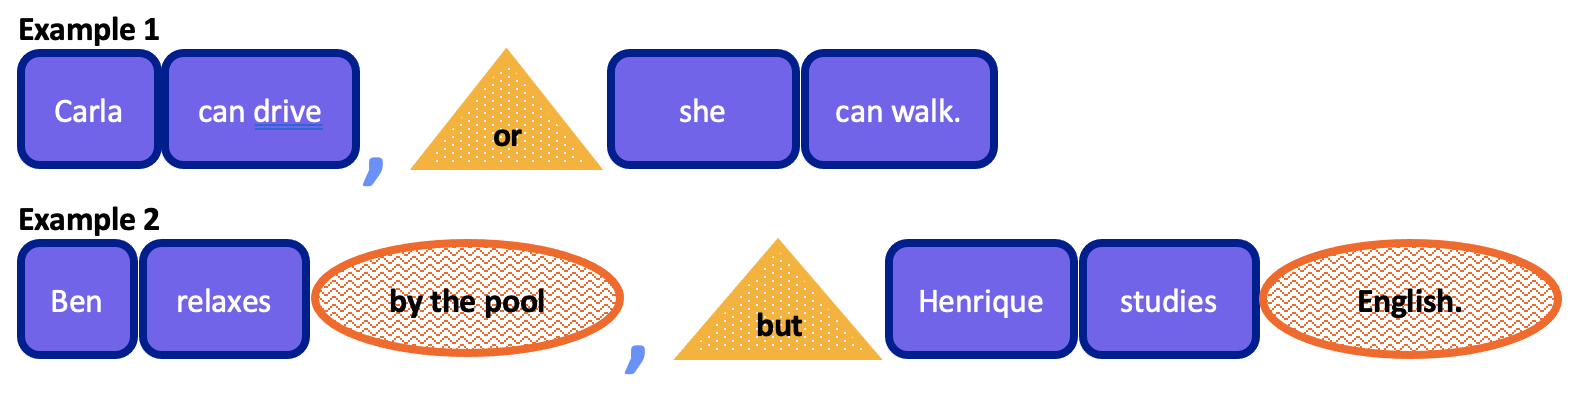 Example 1
Carla can drive , or she can walk.
Example 2
Ben relaxes by the pool , but Henrique studies English.